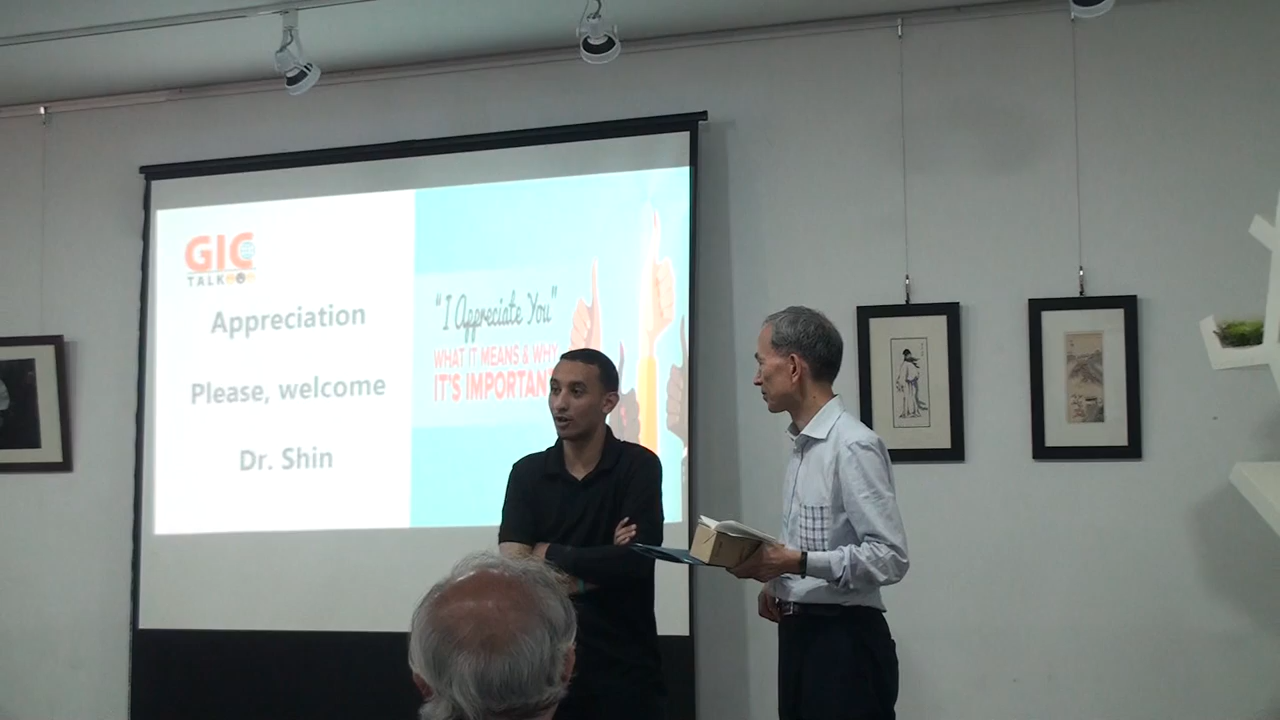 GIC
TALK
Appreciation
Please, welcome
Dr. Shin
"I Appreciate You"
WHAT IT MEANS & WHY
IT'S IMPORTAN